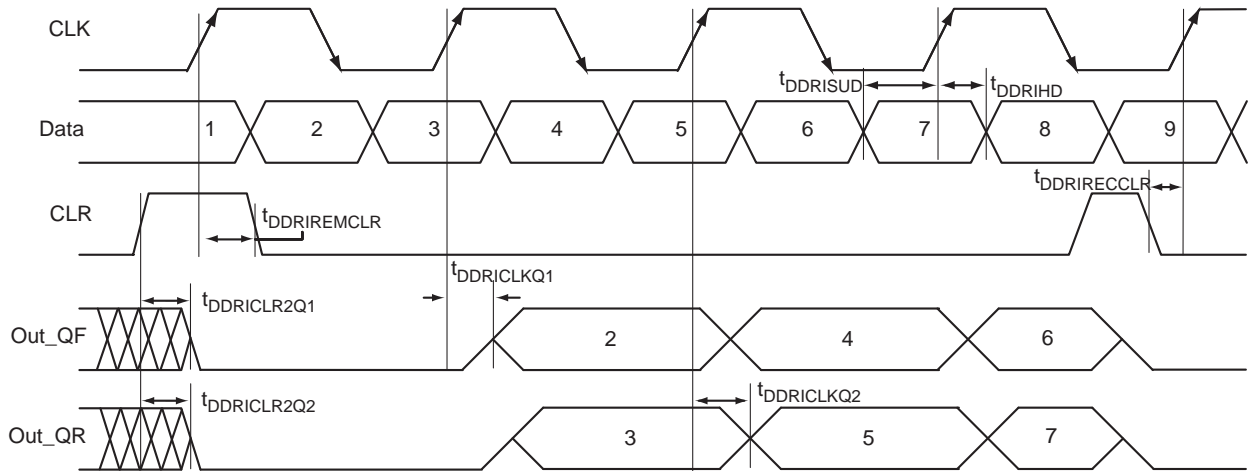 CLK
tDDRISUD
tDDRIHD
Data
1 2 3 4 5 6 7 8 9
tDDRIRECCLR
CLR
tDDRIREMCLR
tDDRICLKQ1
tDDRICLR2Q1
Out_QF
2 4 6
tDDRICLR2Q2
tDDRICLKQ2
Out_QR
3 5 7